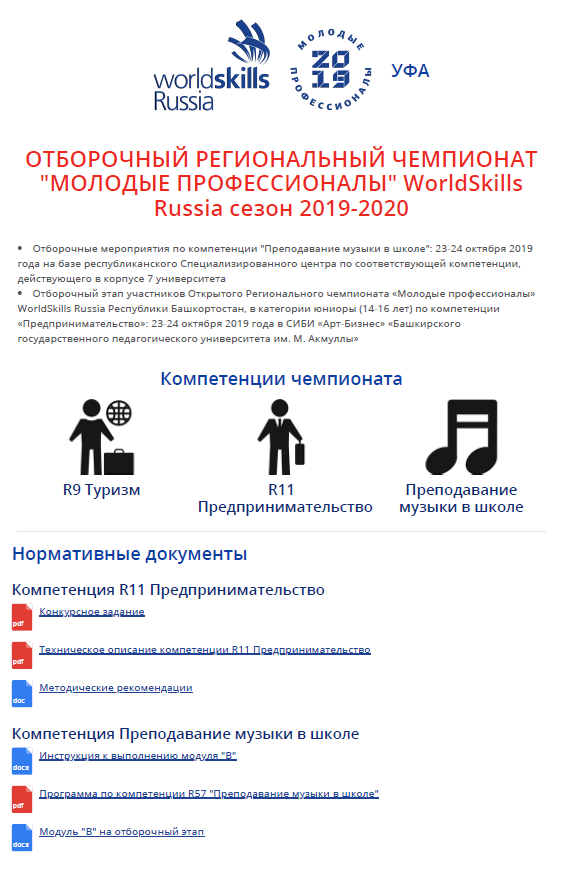 worldskills
Russia
МОЛОДЫЕ
2019
ПРОФЕССИОНАЛЫ
УФА
ОТБОРОЧНЫЙ РЕГИОНАЛЬНЫЙ ЧЕМПИОНАТ
"МОЛОДЫЕ ПРОФЕССИОНАЛЫ" WorldSkills
Russia сезон 2019-2020
• Отборочные мероприятия по компетенции "Преподавание музыки в школе": 23-24 октября 2019
года на базе республиканского Специализированного центра по соответствующей компетенции,
действующего в корпусе 7 университета
• Отборочный этап участников Открытого Регионального чемпионата «Молодые профессионалы»
WorldSkills Russia Республики Башкортостан, в категории юниоры (14-16 лет) по компетенции
«Предпринимательство»: 23-24 октября 2019 года в СИБИ «Арт-Бизнес» «Башкирского
государственного педагогического университета им. М. Акмуллы»
Компетенции чемпионата
R9 Туризм
R11
Предпринимательство
Преподавание
музыки в школе
Нормативные документы
Компетенция R11 Предпринимательство
pdf Конкурсное задание
pdf Техническое описание компетенции R11 Предпринимательство
doc Методические рекомендации
Компетенция Преподавание музыки в школе
docx Инструкция к выполнению модуля "В"
pdf Программа по компетенции R57 "Преподавание музыки в школе"
docx Модуль "В" на отборочный этап